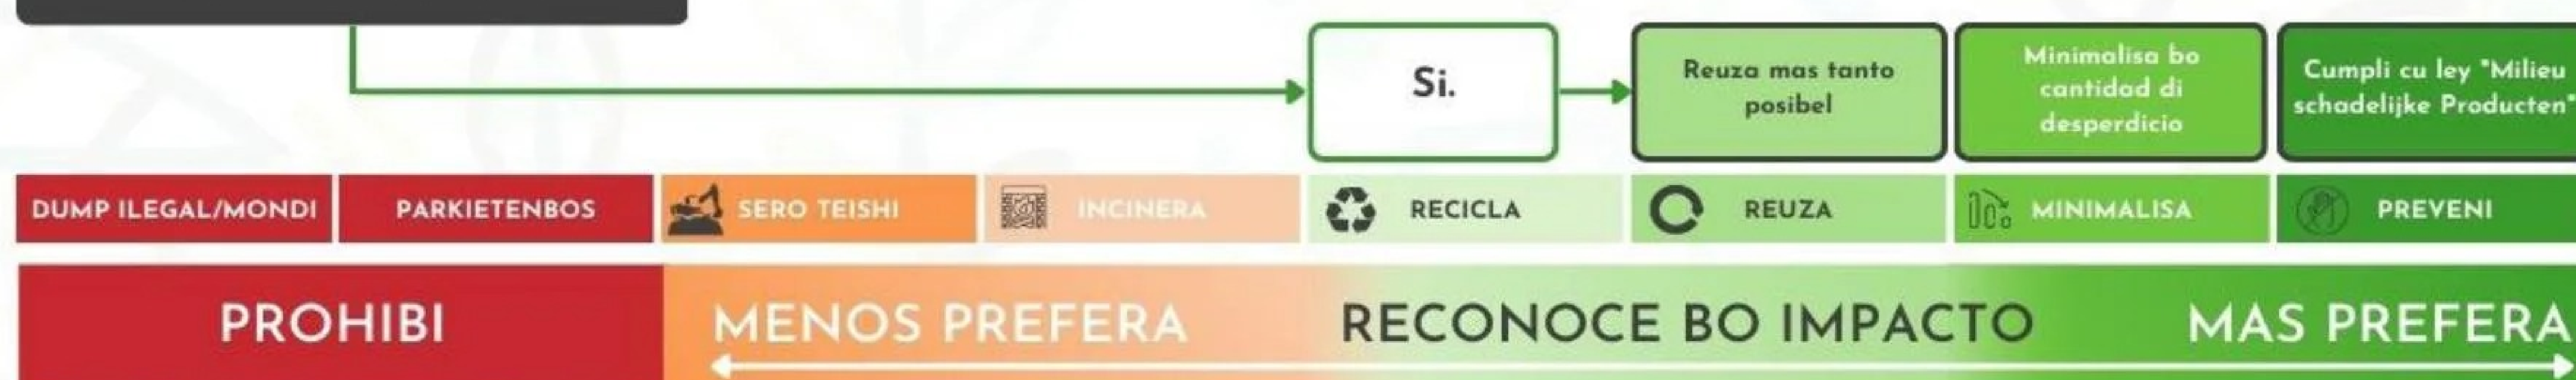 Si.
Reuza mas tanto
posibel
Minimalisa bo
cantidad di
desperdicio
Cumpli cu ley "Milieu
schadelijke Producten"
DUMP ILEGAL/MONDI
PARKIETENBOS
SERO TEISHI
INCINERA
RECICLA
REUZA
MINIMALISA
PREVENI
PROHIBI
MENOS PREFERA
RECONOCE BO IMPACTO
MAS PREFERA